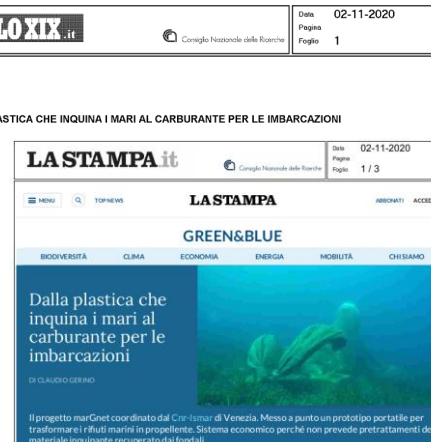 LO XIX.it
Consiglio Nazionale delle Ricerche
Data 02-11-2020
Pagina
Foglio 1
ASTICA CHE INQUINA I MARI AL CARBURANTE PER LE IMBARCAZIONI
LA STAMPA.it
Consiglio Nazionale delle Ricerche
Data 02-11-2020
Pagina
Foglio 1 / 3
MENU TOP NEWS LA STAMPA ABBONATI ACCED
GREEN&BLUE
BIODIVERSITÀ CLIMA ECONOMIA ENERGIA MOBILITÀ CHI SIAMO
Dalla plastica che
inquina i mari al
carburante per le
imbarcazioni
DI CLAUDIO GERINO
Il progetto marGnet coordinato dal Cnr-Ismar di Venezia. Messo a punto un prototipo portatile per
trasformare i rifiuti marini in propellente. Sistema economico perché non prevede pretrattamenti de
materiale inquinante recuperato dai fondali